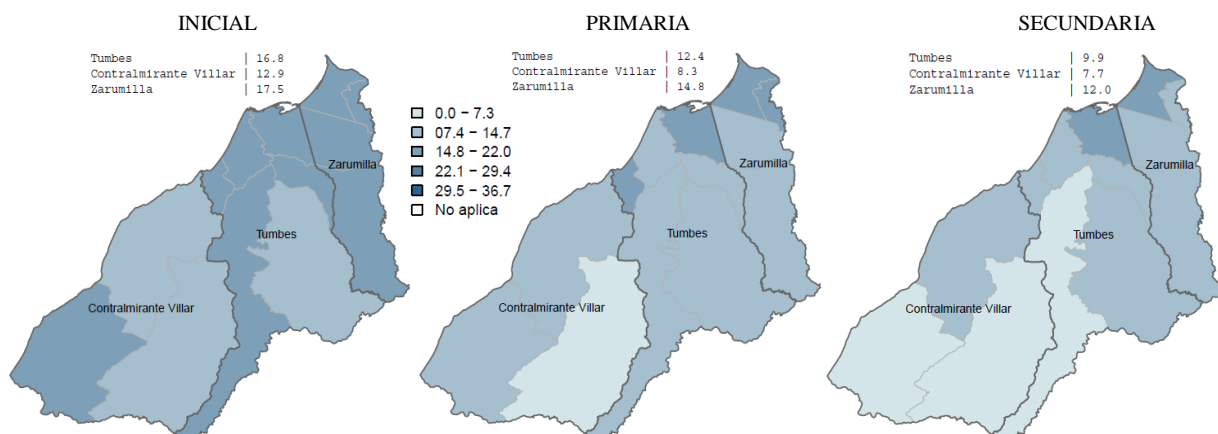 INICIAL
Tumbes | 16.8
Contralmirante Villar | 12.9
Zarumilla | 17.5
Zarumilla
Tumbes
Contralmirante Villar
PRIMARIA
Tumbes | 12.4
Contralmirante Villar | 8.3
Zarumilla | 14.8
0.0 – 7.3
07.4 – 14.7
14.8 – 22.0
22.1 – 29.4
29.5 – 36.7
No aplica
Zarumilla
Tumbes
Contralmirante Villar
SECUNDARIA
Tumbes | 9.9
Contralmirante Villar | 7.7
Zarumilla | 12.0
Zarumilla
Tumbes
Contralmirante Villar